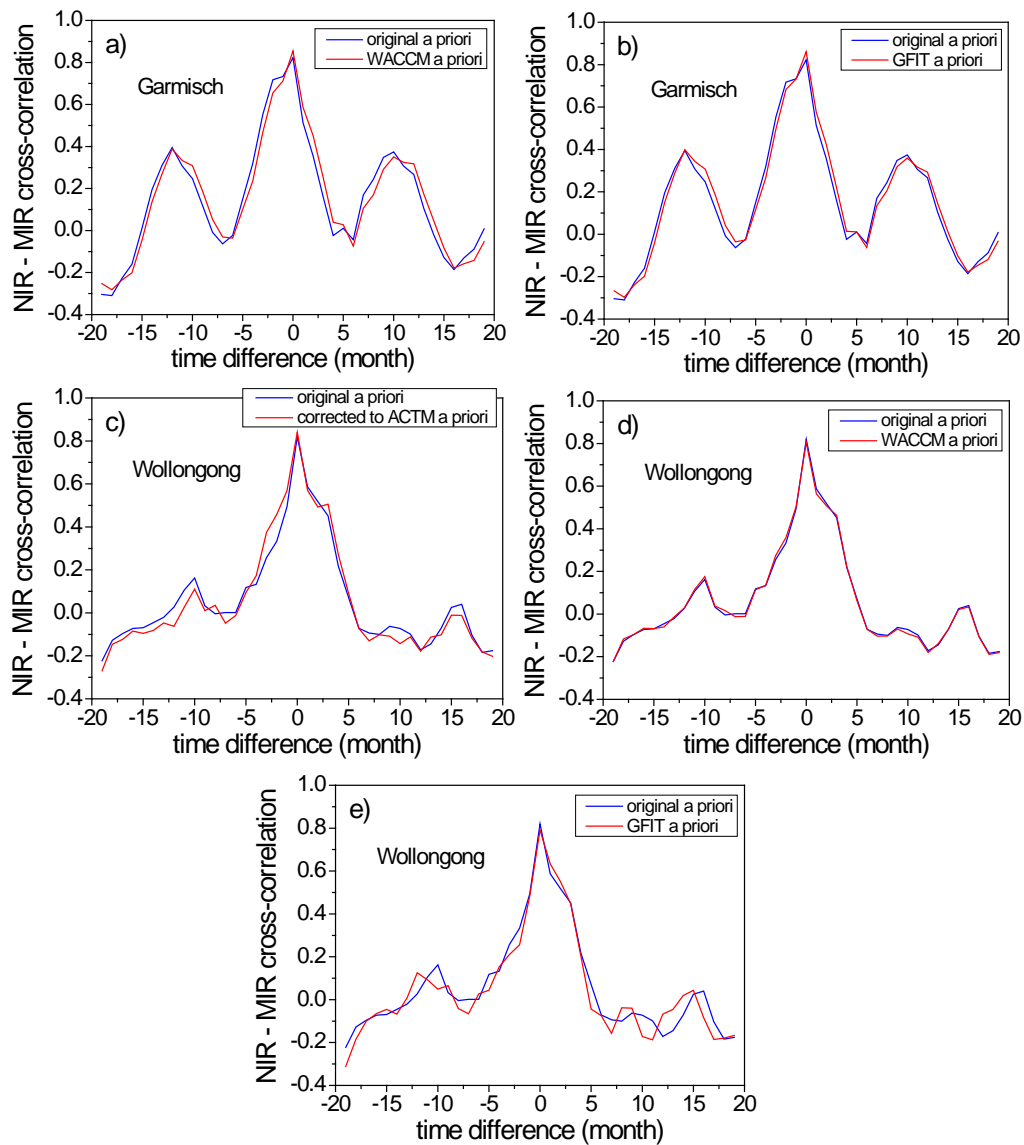 a)
original a priori
WACCM a priori
Garmisch
NIR - MIR cross-correlation
1.0
0.8
0.6
0.4
0.2
0.0
-0.2
-0.4
-20 -15 -10 -5 0 5 10 15 20
time difference (month)
b)
original a priori
GFIT a priori
Garmisch
NIR - MIR cross-correlation
1.0
0.8
0.6
0.4
0.2
0.0
-0.2
-0.4
-20 -15 -10 -5 0 5 10 15 20
time difference (month)
c)
original a priori
corrected to ACTM a priori
Wollongong
NIR - MIR cross-correlation
1.0
0.8
0.6
0.4
0.2
0.0
-0.2
-0.4
-20 -15 -10 -5 0 5 10 15 20
time difference (month)
d)
original a priori
WACCM a priori
Wollongong
NIR - MIR cross-correlation
1.0
0.8
0.6
0.4
0.2
0.0
-0.2
-0.4
-20 -15 -10 -5 0 5 10 15 20
time difference (month)
e)
original a priori
GFIT a priori
Wollongong
NIR - MIR cross-correlation
1.0
0.8
0.6
0.4
0.2
0.0
-0.2
-0.4
-20 -15 -10 -5 0 5 10 15 20
time difference (month)